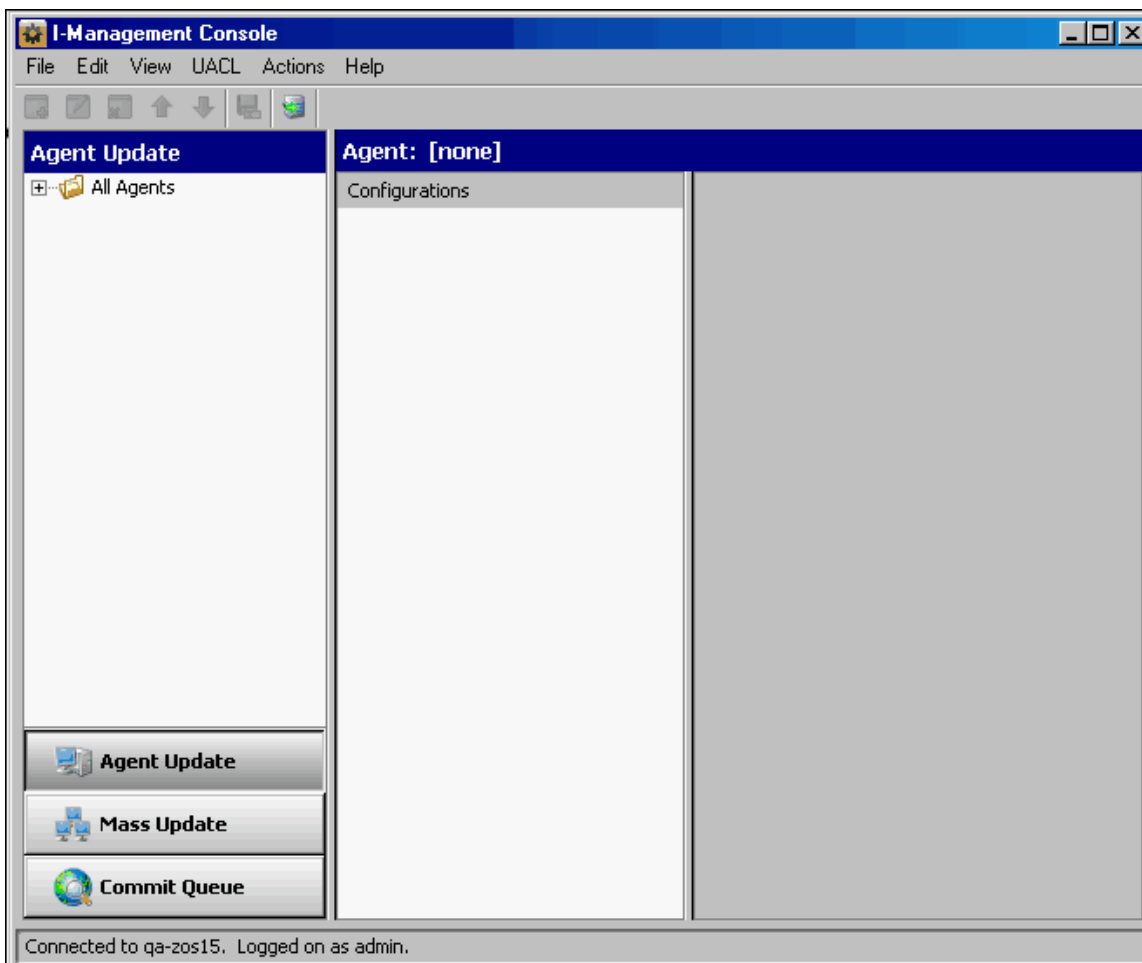 I-Management Console
File Edit View UACL Actions Help
Agent Update
Agent: [none]
All Agents
Configurations
Agent Update
Mass Update
Commit Queue
Connected to qa-zos15. Logged on as admin.